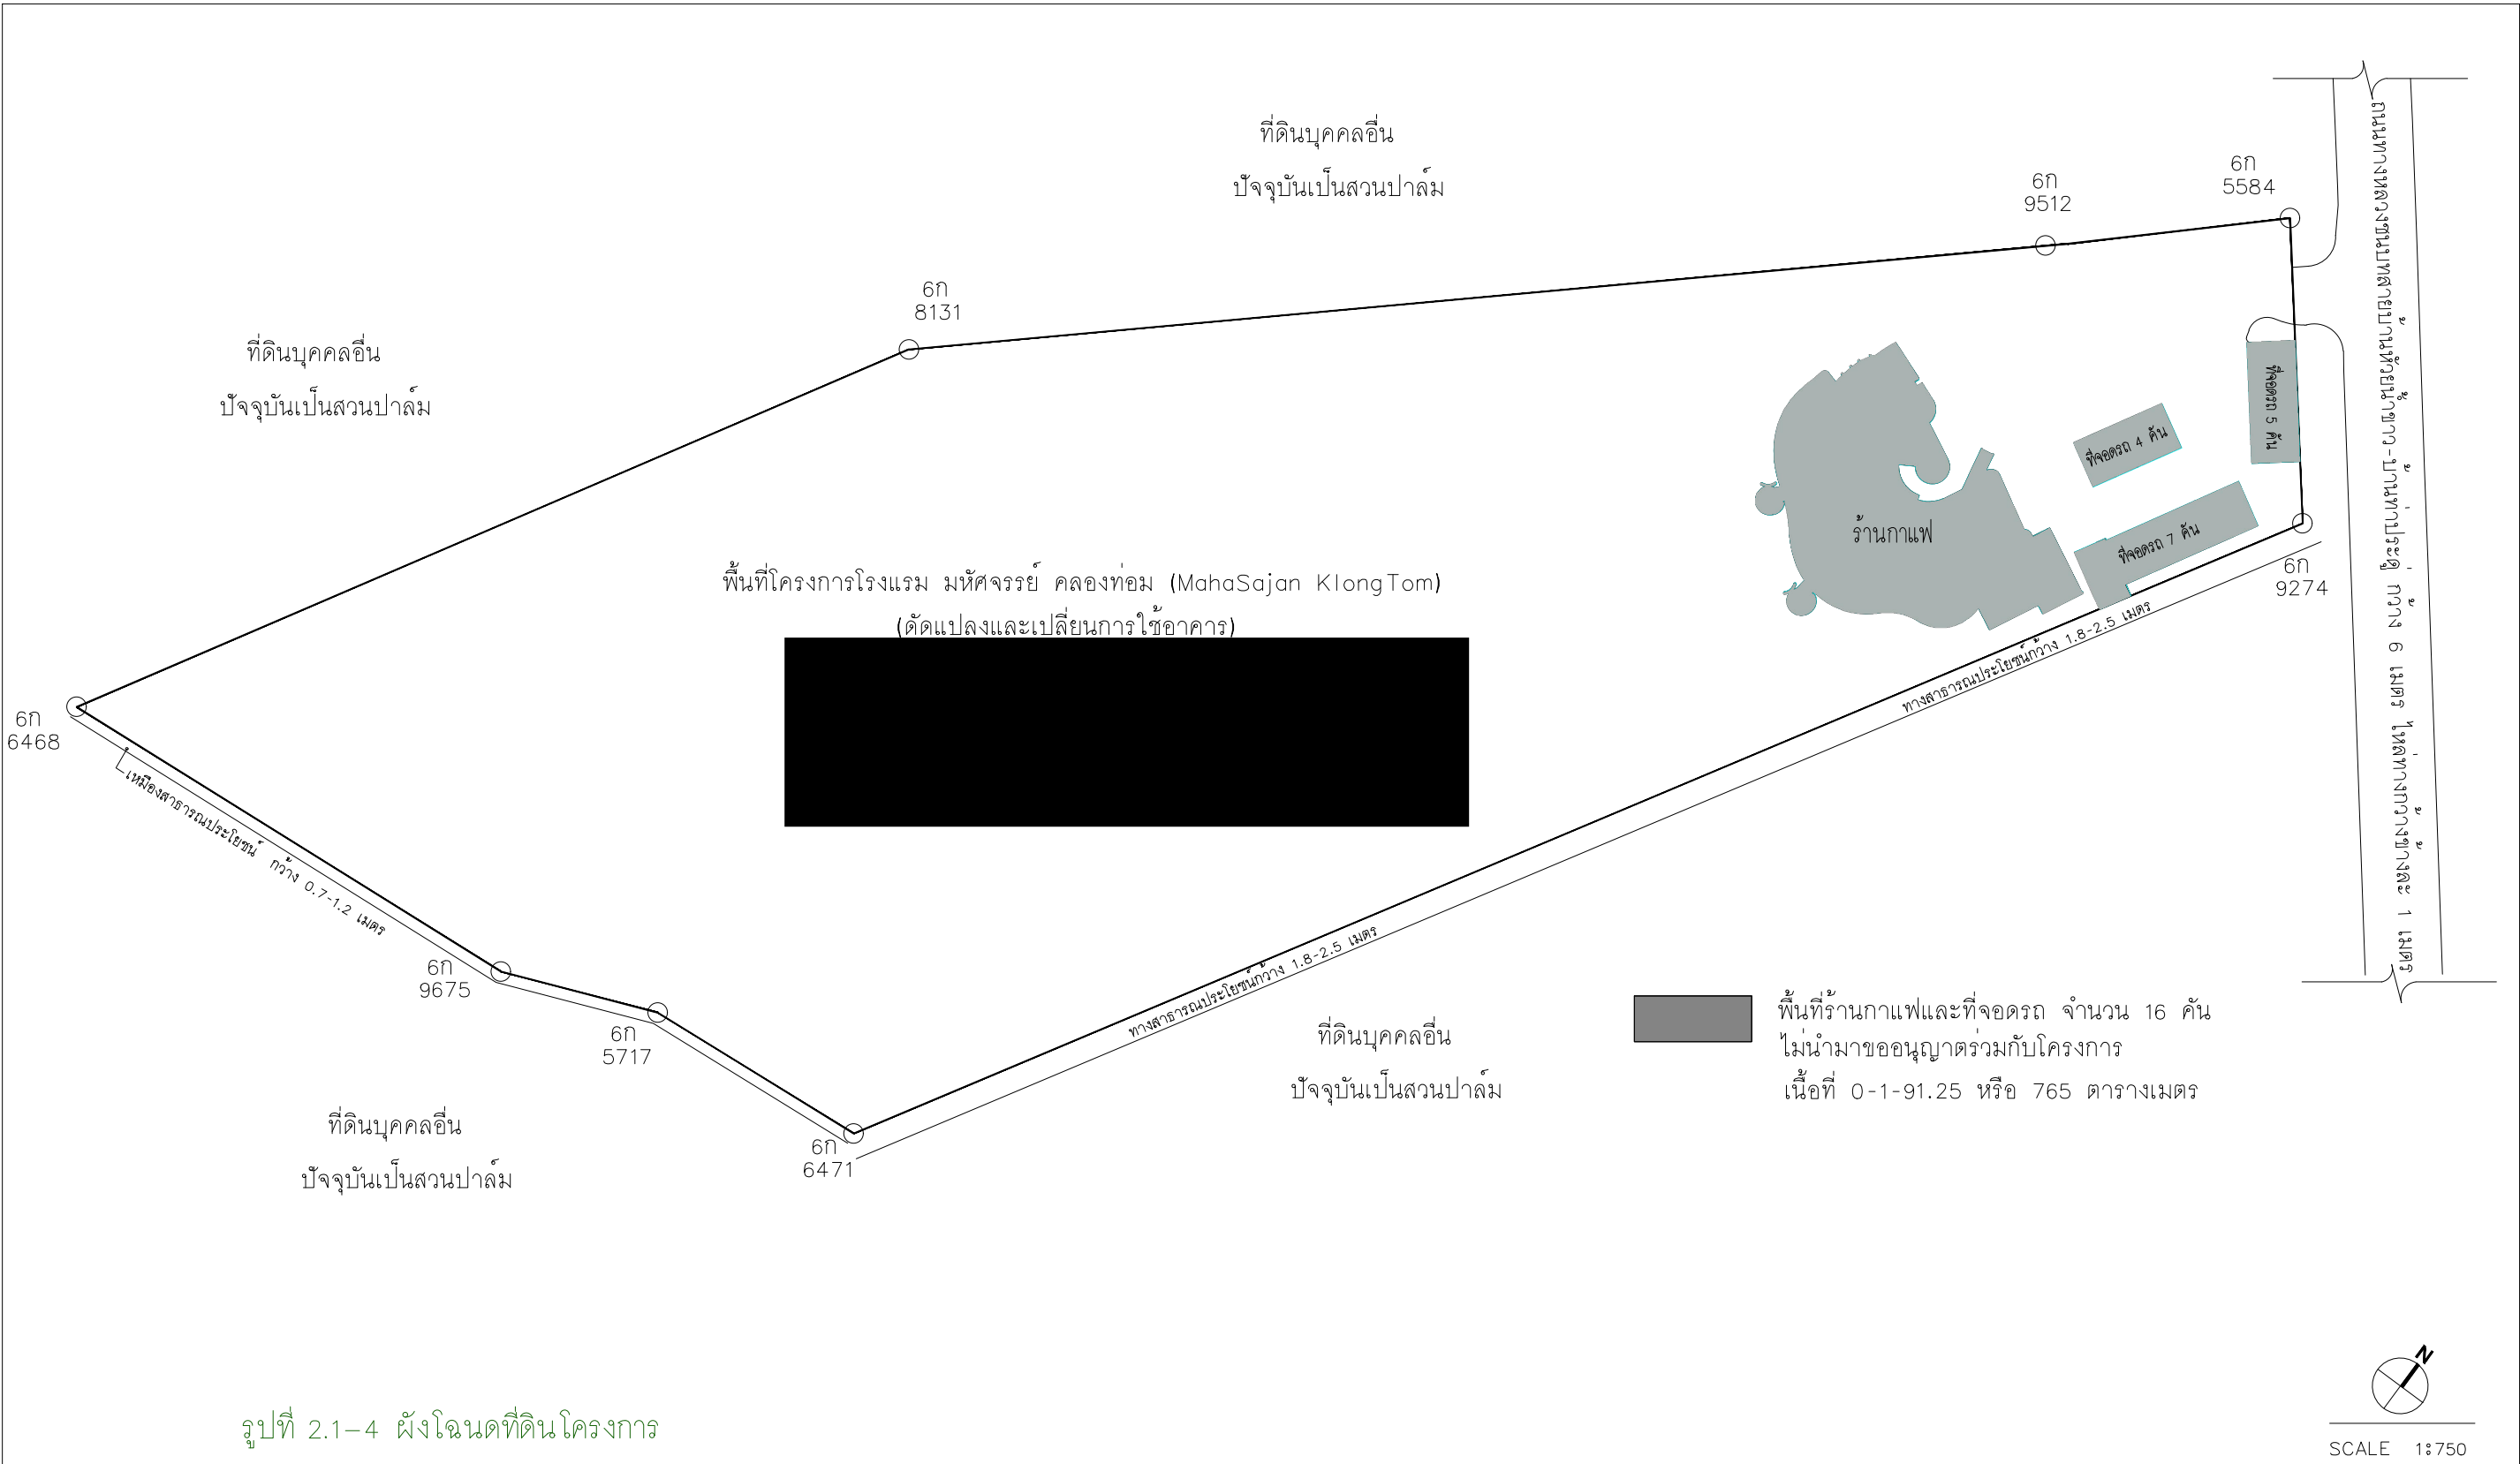 ที่ดินบุคคลอื่น
ปัจจุบันเป็นสวนปาล์ม
6ก
9512
6ก
5584
6ก
8131
ที่ดินบุคคลอื่น
ปัจจุบันเป็นสวนปาล์ม
ถนนทางหลวงชนบทสายบ้านห้วยน้ำขาว-บ้านท่าประดู่ กว้าง 6 เมตร ไหล่ทางกว้างข้างละ 1 เมตร
ที่จอดรถ 5 คัน
ที่จอดรถ 4 คัน
ที่จอดรถ 7 คัน
ร้านกาแฟ
6ก
9274
พื้นที่โครงการโรงแรม มหัศจรรย์ คลองท่อม (MahaSajan KlongTom)
(ดัดแปลงและเปลี่ยนการใช้อาคาร)
ทางสาธารณประโยชน์กว้าง 1.8-2.5 เมตร
6ก
6468
เหมืองสาธารณประโยชน์ กว้าง 0.7-1.2 เมตร
6ก
9675
6ก
5717
ทางสาธารณประโยชน์กว้าง 1.8-2.5 เมตร
6ก
6471
ที่ดินบุคคลอื่น
ปัจจุบันเป็นสวนปาล์ม
ที่ดินบุคคลอื่น
ปัจจุบันเป็นสวนปาล์ม
พื้นที่ร้านกาแฟและที่จอดรถ จำนวน 16 คัน
ไม่นำมาขออนุญาตร่วมกับโครงการ
เนื้อที่ 0-1-91.25 หรือ 765 ตารางเมตร
รูปที่ 2.1-4 ผังโฉนดที่ดินโครงการ
N
SCALE 1:750